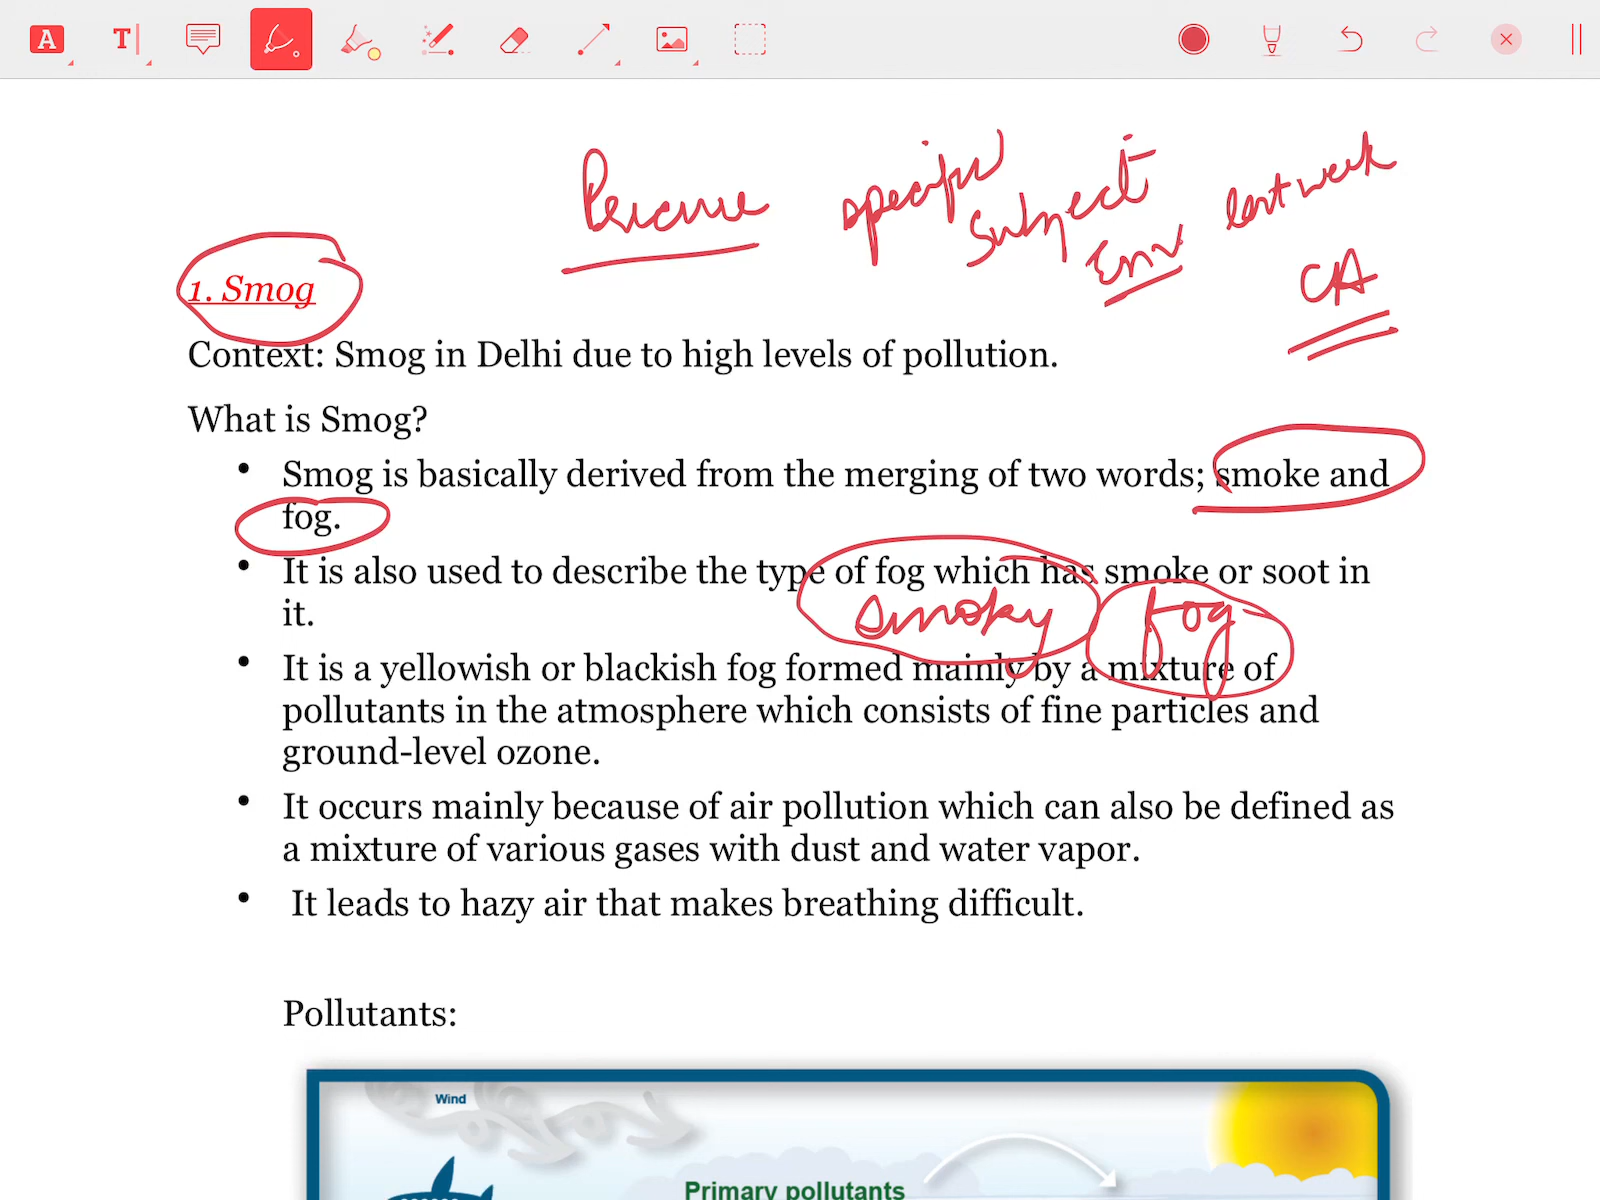 specific
Subject
Env
last week
CA
1. Smog
Context: Smog in Delhi due to high levels of pollution.
What is Smog?
• Smog is basically derived from the merging of two words; smoke and
fog.
• It is also used to describe the type of fog which has smoke or soot in
it.
smoky fog
• It is a yellowish or blackish fog formed mainly by a mixture of
pollutants in the atmosphere which consists of fine particles and
ground-level ozone.
• It occurs mainly because of air pollution which can also be defined as
a mixture of various gases with dust and water vapor.
• It leads to hazy air that makes breathing difficult.
Pollutants:
Wind
Primary pollutants